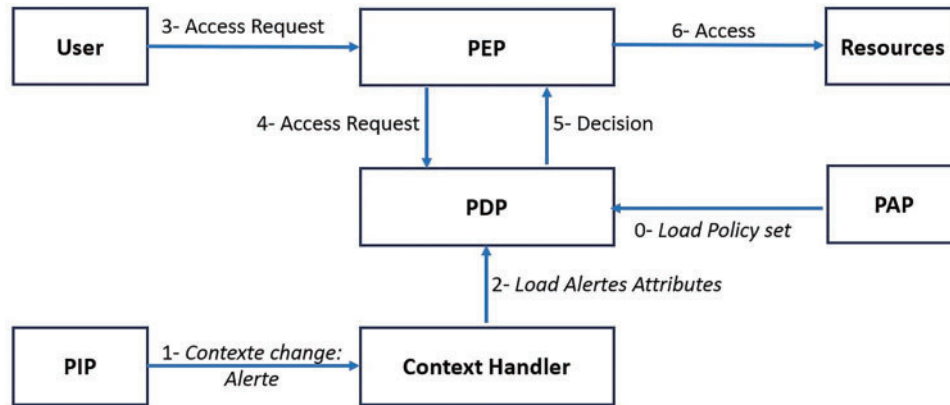 3- Access Request
User
PEP
6- Access
Resources
4- Access Request
5- Decision
PDP
PAP
0- Load Policy set
2- Load Alertes Attributes
PIP
1- Contexte change:
Alerte
Context Handler